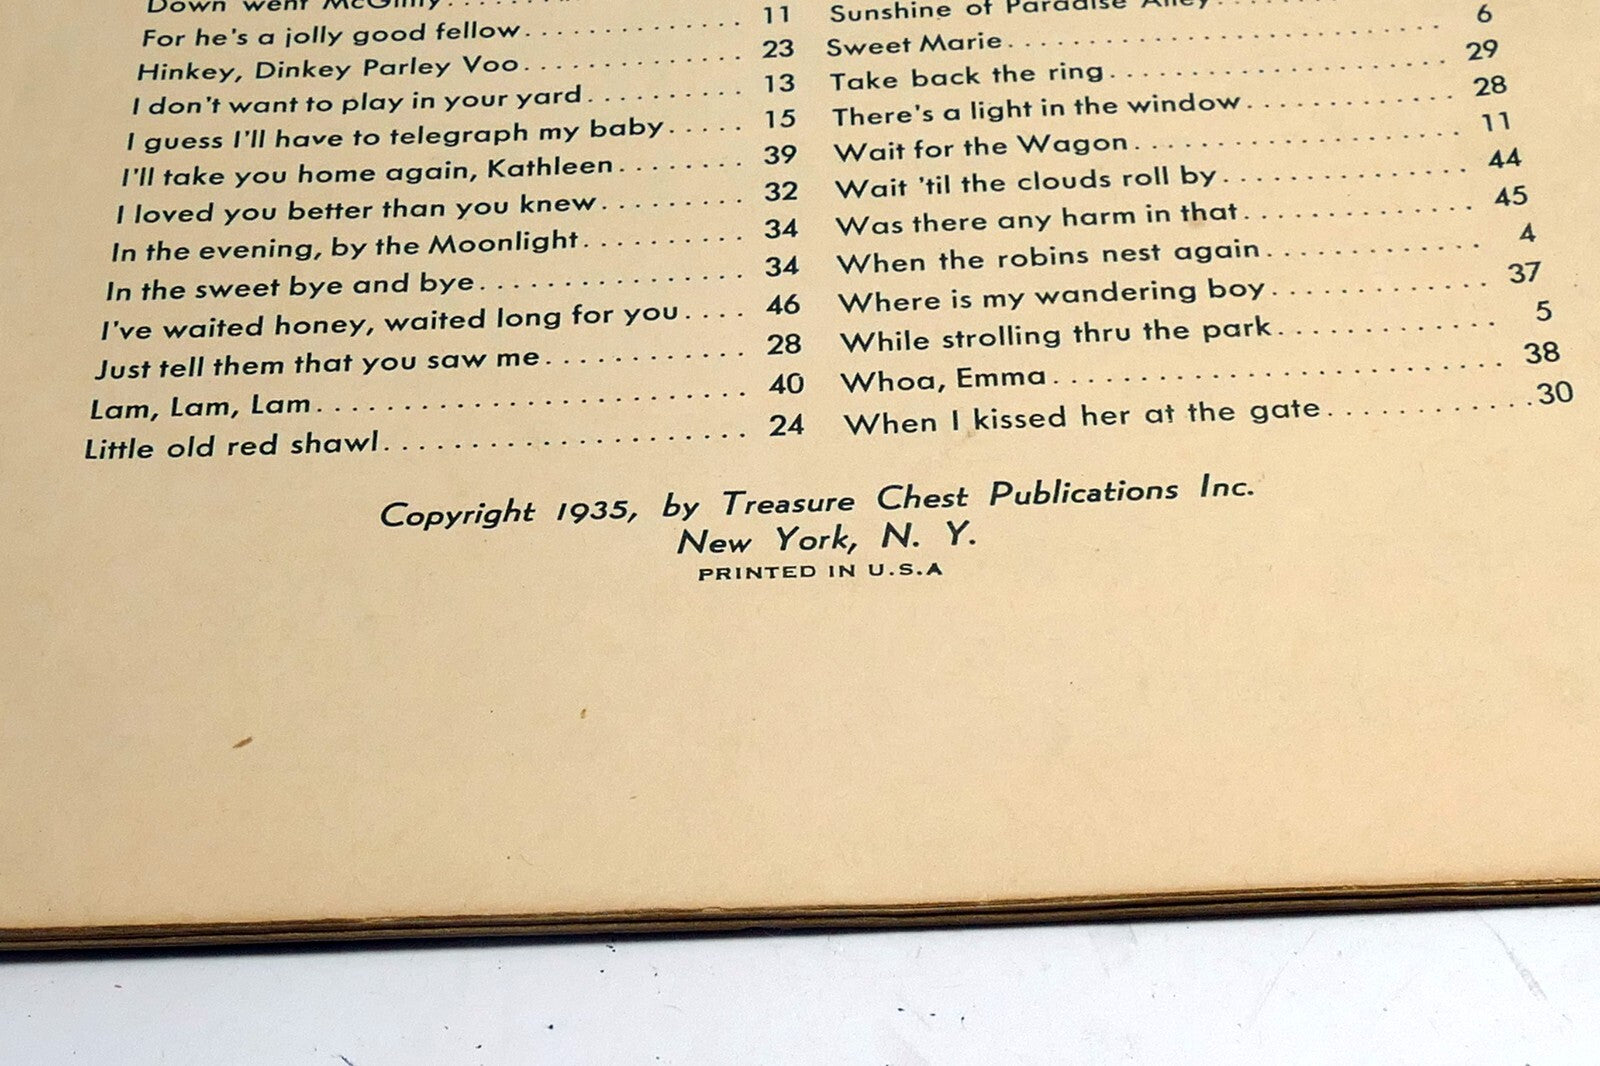 Down went McGinty........
For he's a jolly good fellow................ 11
Hinkey, Dinkey Parley Voo................ 23
I don't want to play in your yard.......... 13
I guess I'll have to telegraph my baby..... 15
I'll take you home again, Kathleen........ 39
I loved you better than you knew......... 32
In the evening, by the Moonlight.......... 34
In the sweet bye and bye................ 34
I've waited honey, waited long for you.... 46
Just tell them that you saw me............ 28
Lam, Lam, Lam......................... 40
Little old red shawl...................... 24
Sunshine of Paradise Alley........
Sweet Marie......................... 6
Take back the ring..................... 29
There's a light in the window............. 28
Wait for the Wagon.................... 11
Wait 'til the clouds roll by............... 44
Was there any harm in that.............. 45
When the robins nest again............. 4
Where is my wandering boy............. 37
While strolling thru the park............. 5
Whoa, Emma......................... 38
When I kissed her at the gate............30
Copyright 1935, by Treasure Chest Publications Inc.
New York, N. Y.
PRINTED IN U.S.A